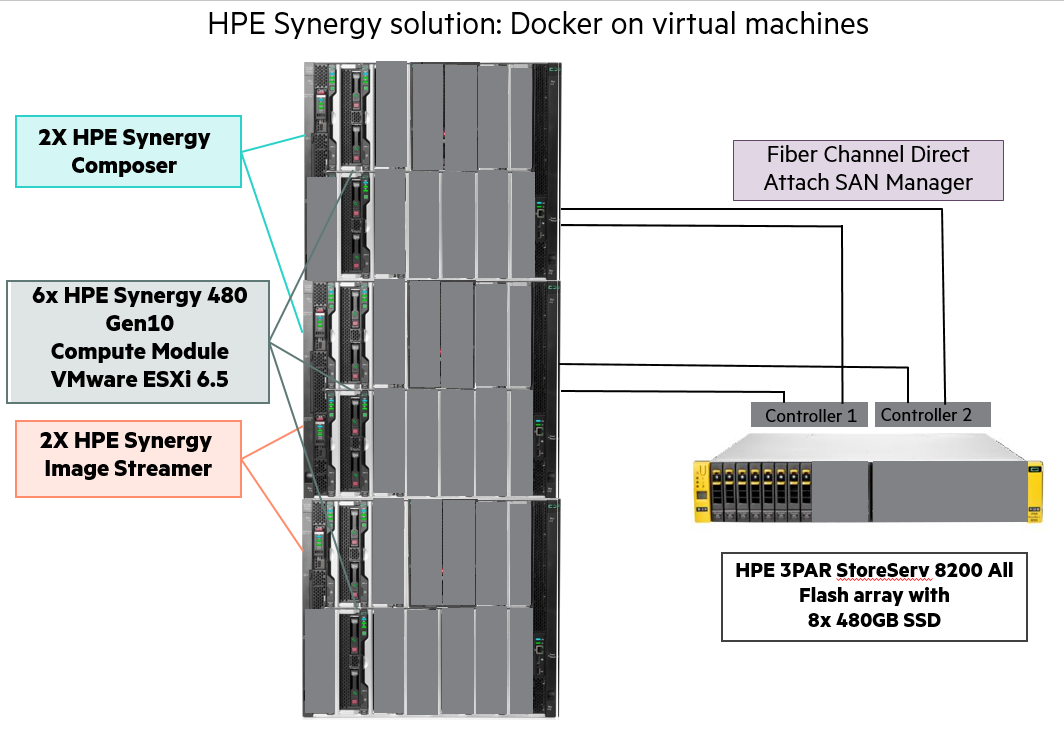 HPE Synergy solution: Docker on virtual machines
2X HPE Synergy
Composer
6x HPE Synergy 480
Gen10
Compute Module
VMware ESXi 6.5
2X HPE Synergy
Image Streamer
Fiber Channel Direct
Attach SAN Manager
Controller 1
Controller 2
HPE 3PAR StoreServ 8200 All
Flash array with
8x 480GB SSD